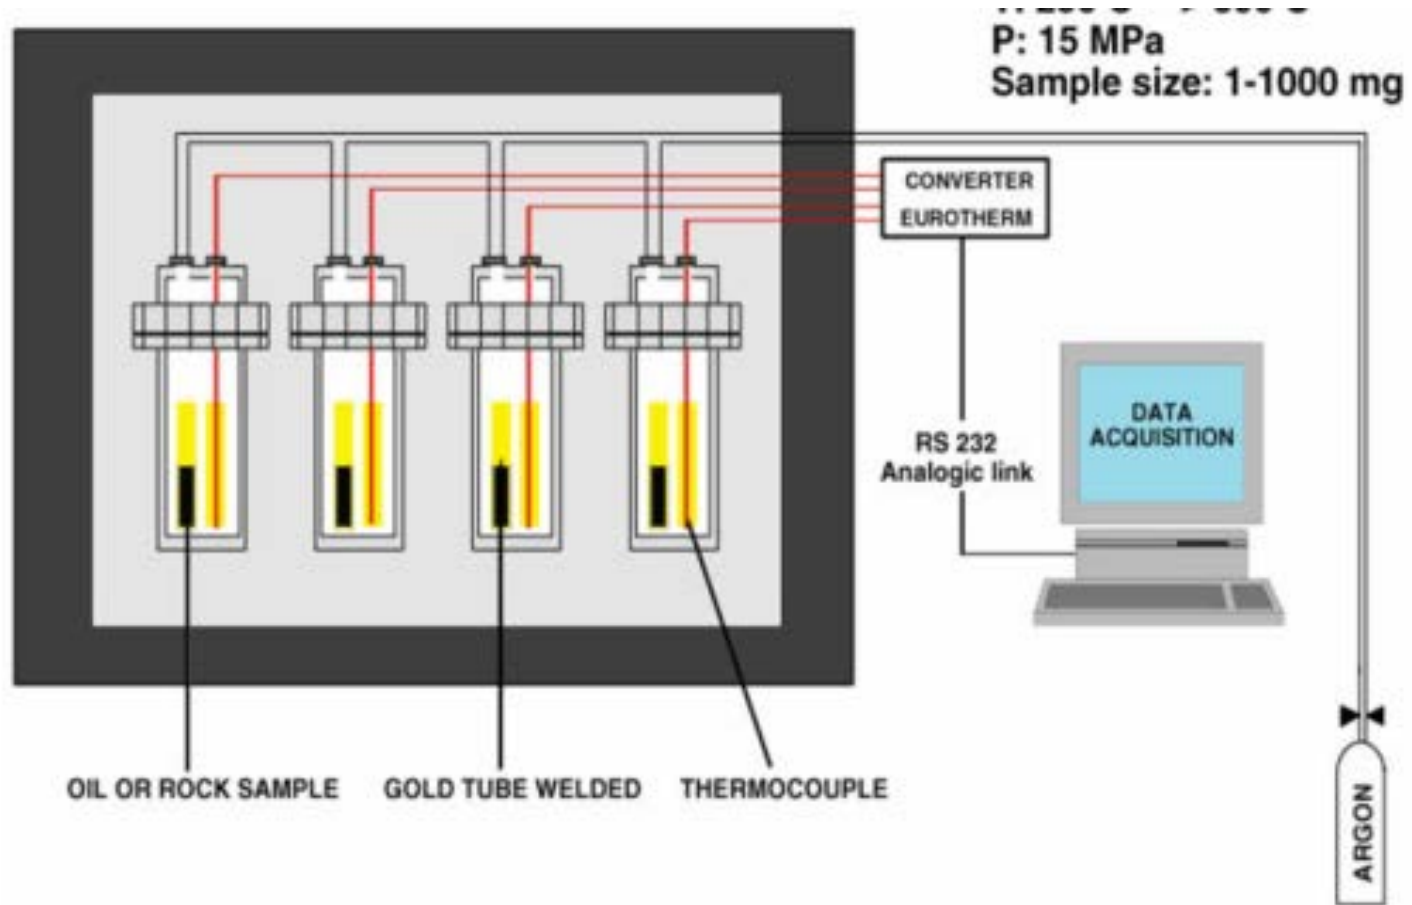 P: 15 MPa
Sample size: 1-1000 mg
CONVERTER
EUROTHERM
DATA
ACQUISITION
RS 232
Analogic link
OIL OR ROCK SAMPLE
GOLD TUBE WELDED
THERMOCOUPLE
ARGON